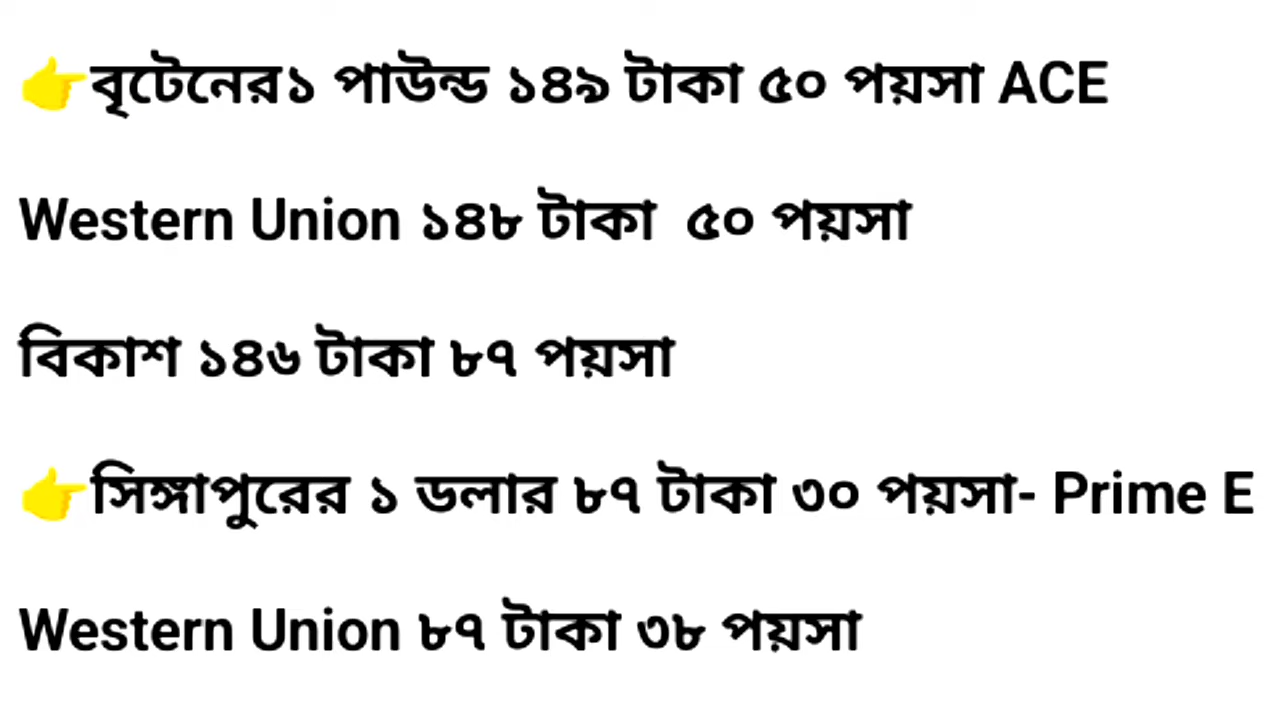 👉বৃটেনের১ পাউন্ড ১৪৯ টাকা ৫০ পয়সা ACE
Western Union ১৪৮ টাকা ৫০ পয়সা
বিকাশ ১৪৬ টাকা ৮৭ পয়সা
👉সিঙ্গাপুরের ১ ডলার ৮৭ টাকা ৩০ পয়সা- Prime E
Western Union ৮৭ টাকা ৩৮ পয়সা